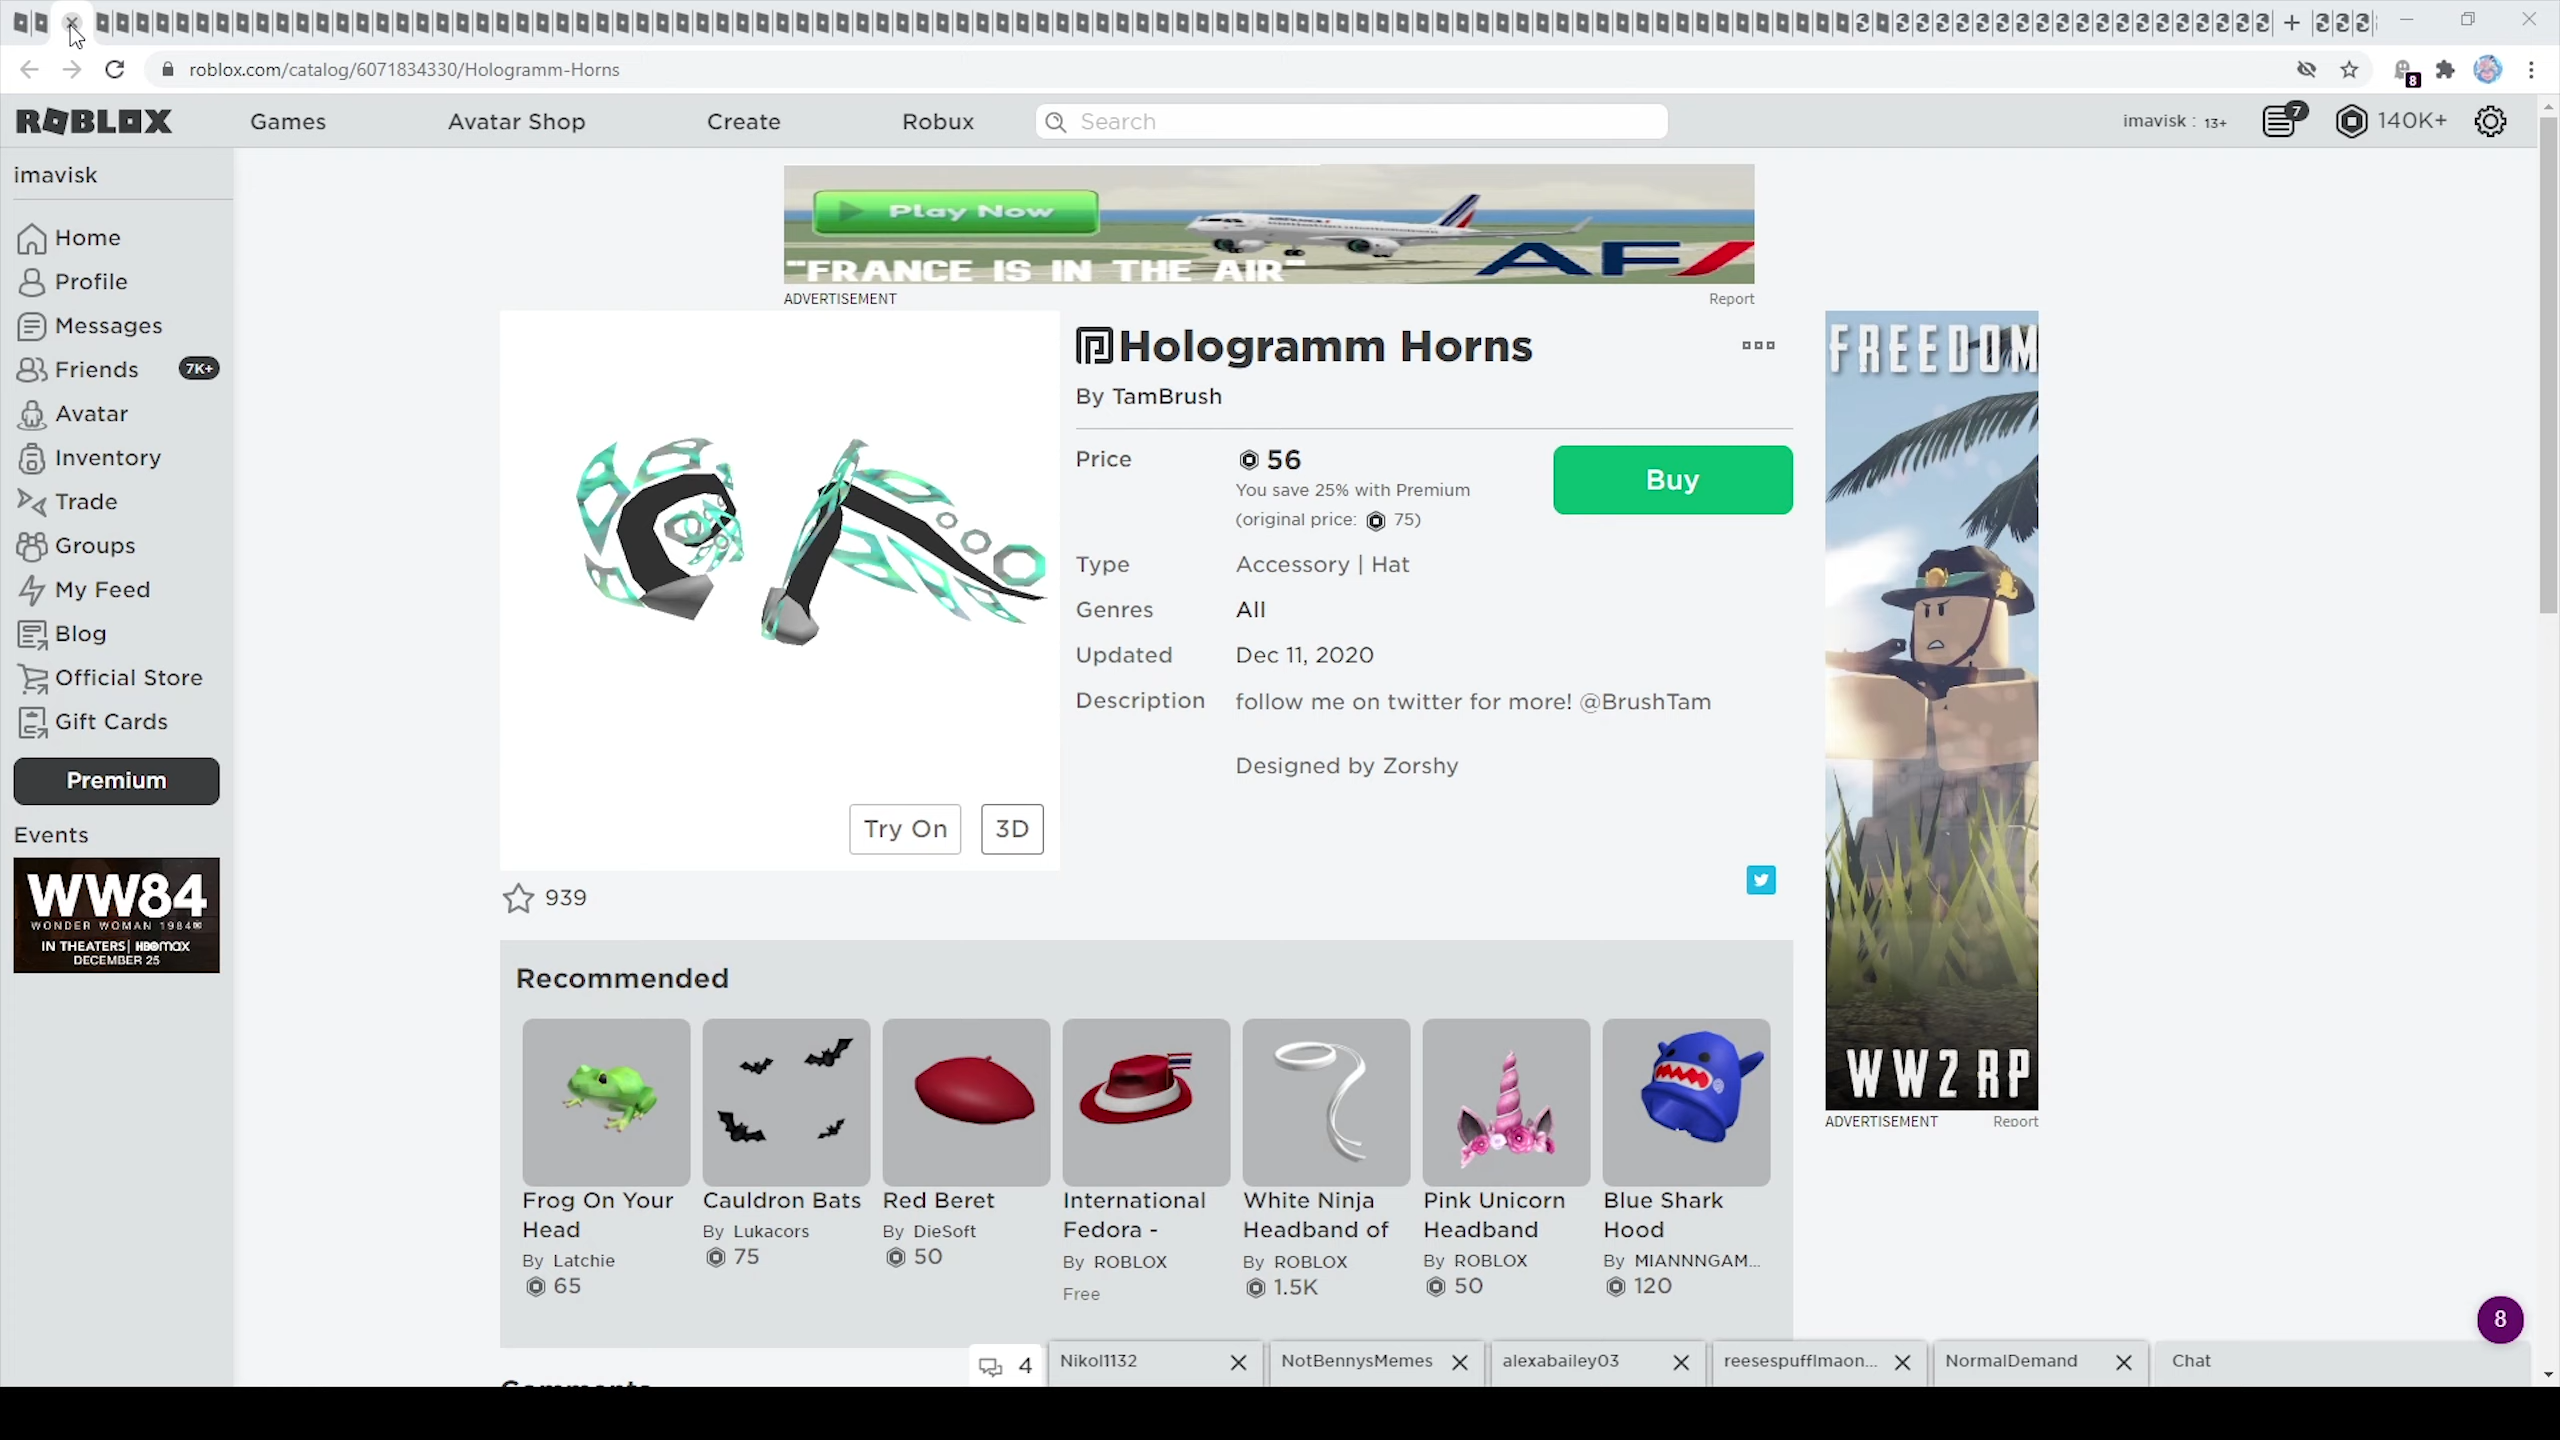 roblox.com/catalog/6071834330/Hologramm-Horns
8
ROBLOX
Games
Avatar Shop
Create
Robux
Search
imavisk : 13+
7
140K+
imavisk
Home
Profile
Messages
Friends
7K+
Avatar
Inventory
Trade
Groups
My Feed
Blog
Official Store
Gift Cards
Premium
Events
WW84
WONDER WOMAN 1984
IN THEATERS | HBOmax
DECEMBER 25
Play Now
"FRANCE IS IN THE AIR"
AF
ADVERTISEMENT
Report
Hologramm Horns
By TamBrush
Price
56
Buy
You save 25% with Premium
(original price: 75)
Type
Accessory | Hat
Genres
All
Updated
Dec 11, 2020
Description
follow me on twitter for more! @BrushTam
Designed by Zorshy
Try On
3D
939
FREEDOM
WW2 RP
ADVERTISEMENT
Report
Recommended
Frog On Your
Head
By Latchie
65
Cauldron Bats
By Lukacors
75
Red Beret
By DieSoft
50
International
Fedora -
By ROBLOX
Free
White Ninja
Headband of
By ROBLOX
1.5K
Pink Unicorn
Headband
By ROBLOX
50
Blue Shark
Hood
By MIANNNGAM...
120
8
Comments
4
Nikol1132
NotBennysMemes
alexabailey03
reesespufflmaon...
NormalDemand
Chat